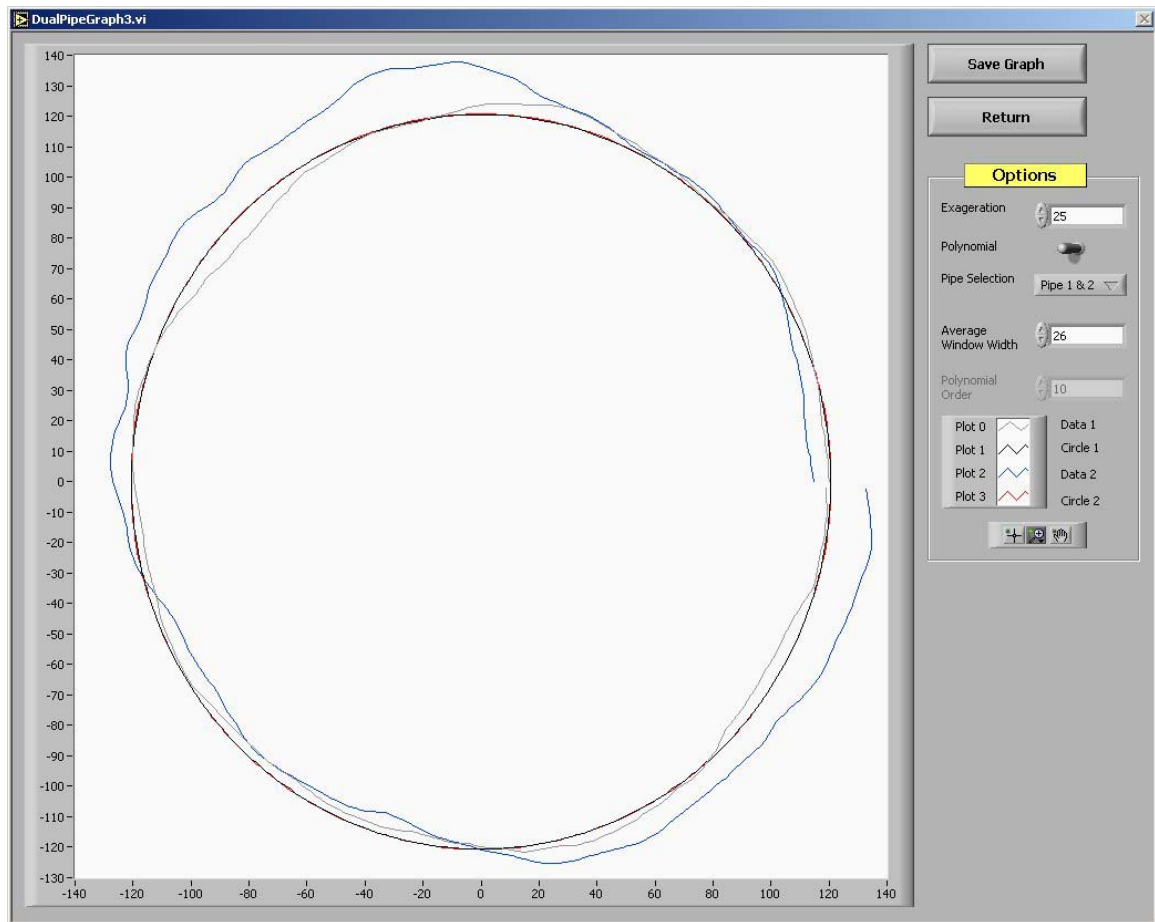 DualPipeGraph3.vi
140
130
120
110
100
90
80
70
60
50
40
30
20
10
0
-10
-20
-30
-40
-50
-60
-70
-80
-90
-100
-110
-120
-130
-140 -120 -100 -80 -60 -40 -20 0 20 40 60 80 100 120 140
Save Graph
Return
Options
Exageration 25
Polynomial
Pipe Selection Pipe 1 & 2
Average
Window Width 26
Polynomial
Order 10
Plot 0 Data 1
Plot 1 Circle 1
Plot 2 Data 2
Plot 3 Circle 2